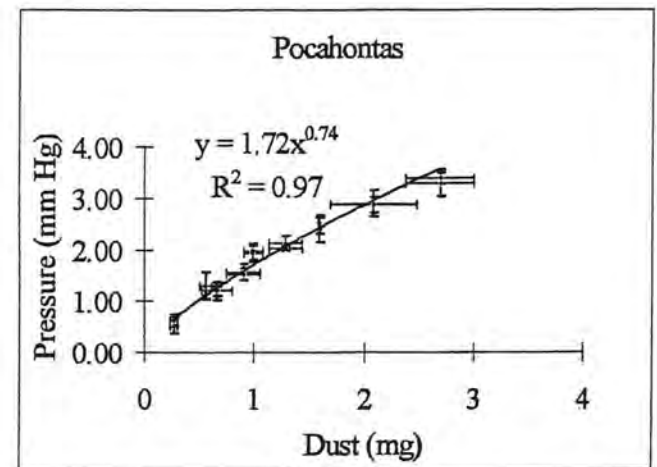 Pocahontas
y = 1.72x^0.74
R² = 0.97
Pressure (mm Hg)
4.00
3.00
2.00
1.00
0.00
0 1 2 3 4
Dust (mg)